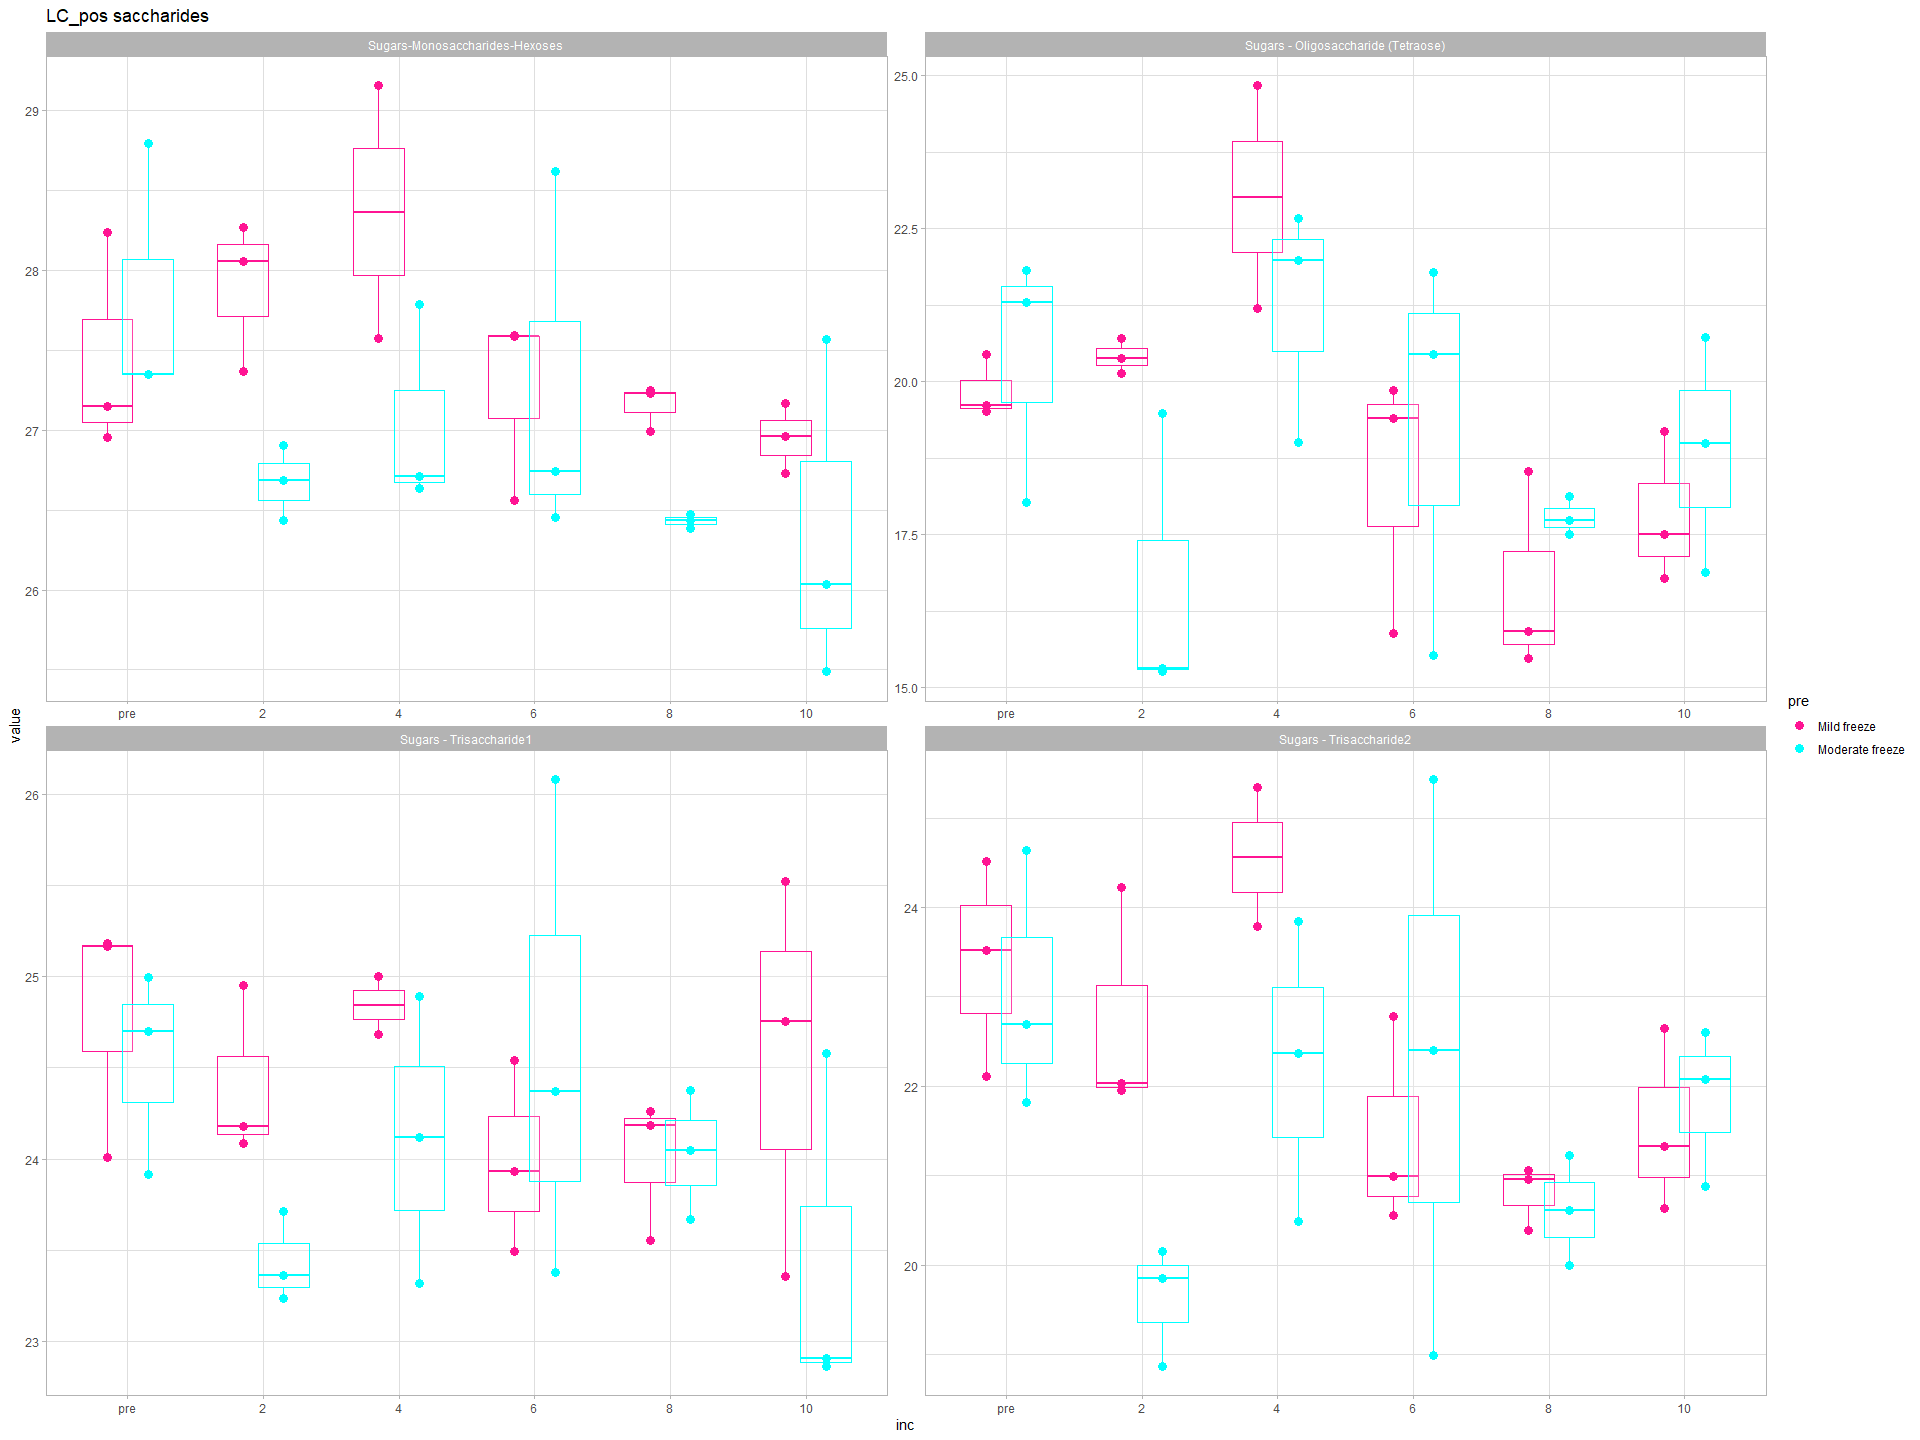 LC_pos saccharides
Sugars-Monosaccharides-Hexoses
29
28
27
26
pre 2 4 6 8 10
Sugars - Oligosaccharide (Tetraose)
25.0
22.5
20.0
17.5
15.0
pre 2 4 6 8 10
Sugars - Trisaccharide1
26
25
24
23
pre 2 4 6 8 10
Sugars - Trisaccharide2
24
22
20
pre 2 4 6 8 10
value
inc
pre
Mild freeze
Moderate freeze